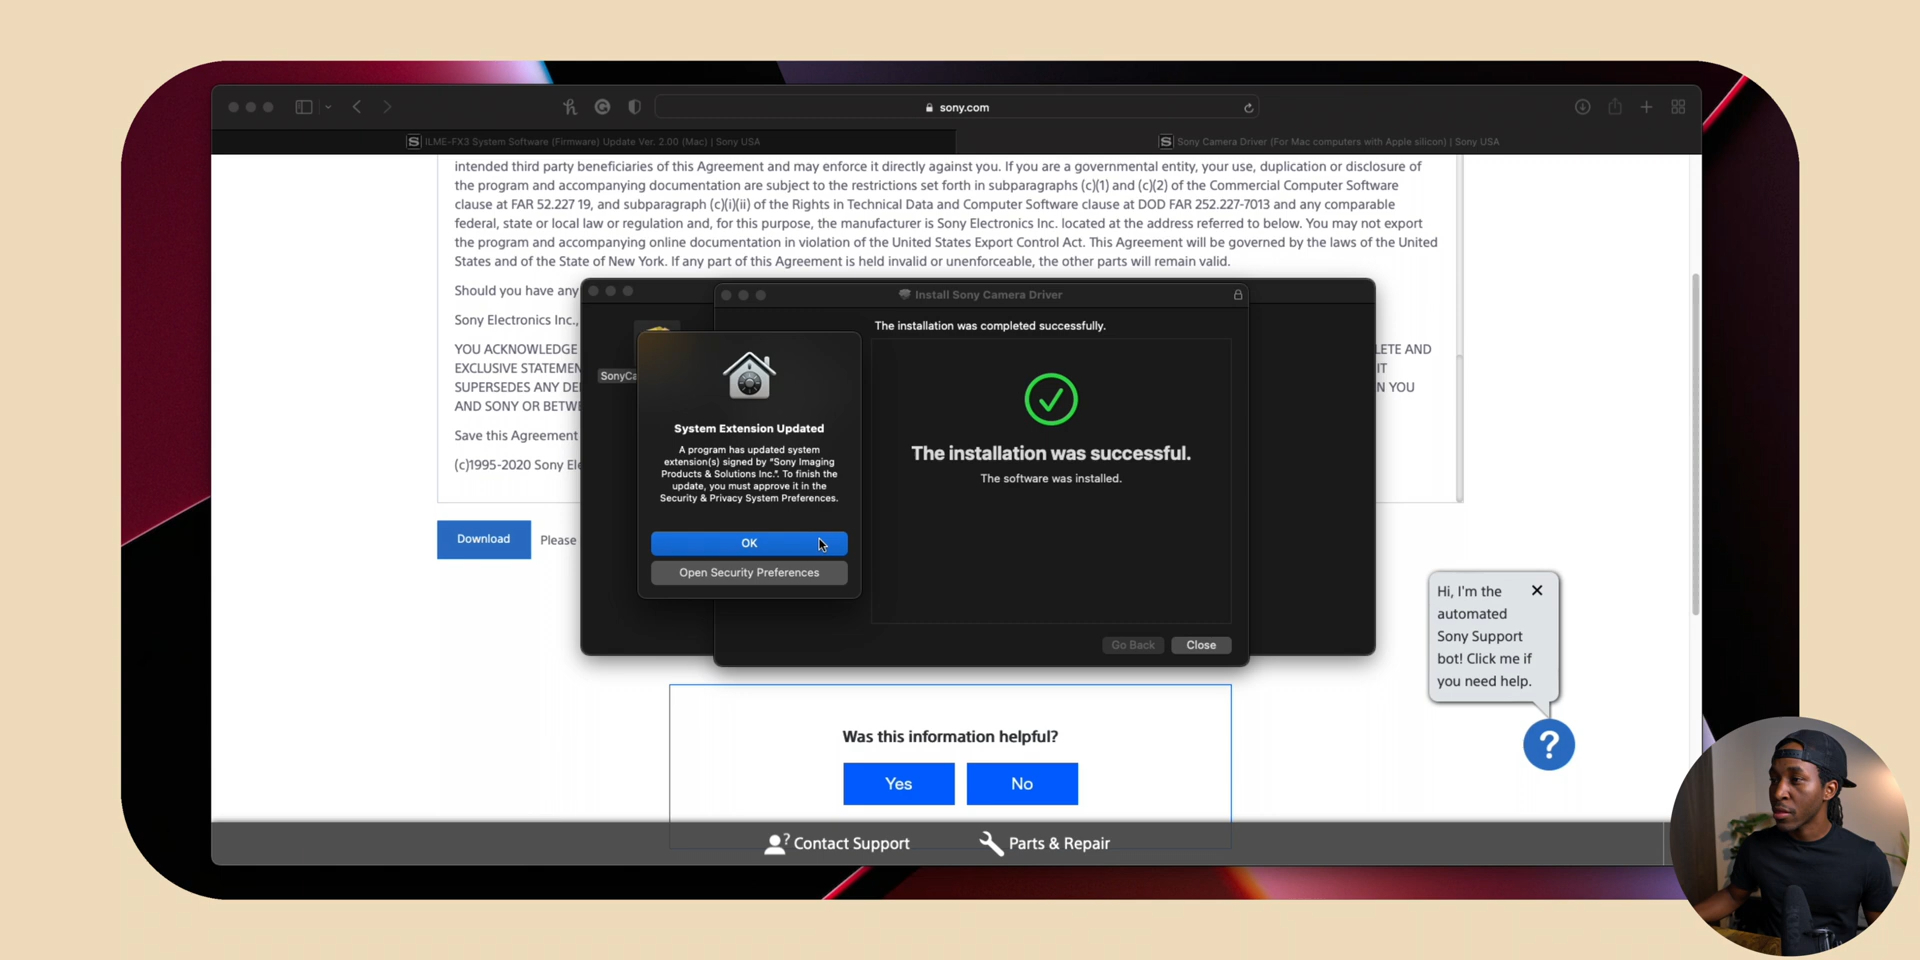 sony.com
ILME-FX3 System Software (Firmware) Update Ver. 2.00 (Mac) | Sony USA
Sony Camera Driver (For Mac computers with Apple silicon) | Sony USA
intended third party beneficiaries of this Agreement and may enforce it directly against you. If you are a governmental entity, your use, duplication or disclosure of
the program and accompanying documentation are subject to the restrictions set forth in subparagraphs (c)(1) and (c)(2) of the Commercial Computer Software
clause at FAR 52.227 19, and subparagraph (c)(i)(ii) of the Rights in Technical Data and Computer Software clause at DOD FAR 252.227-7013 and any comparable
federal, state or local law or regulation and, for this purpose, the manufacturer is Sony Electronics Inc. located at the address referred to below. You may not export
the program and accompanying online documentation in violation of the United States Export Control Act. This Agreement will be governed by the laws of the United
States and of the State of New York. If any part of this Agreement is held invalid or unenforceable, the other parts will remain valid.
Should you have any
Sony Electronics Inc.,
YOU ACKNOWLEDGE
LETE AND
EXCLUSIVE STATEMEN
IT
SUPERSEDES ANY DE
N YOU
AND SONY OR BETW
Save this Agreement
(c)1995-2020 Sony Ele
Download
Please
SonyCa
Install Sony Camera Driver
The installation was completed successfully.
The installation was successful.
The software was installed.
Go Back
Close
System Extension Updated
A program has updated system
extension(s) signed by "Sony Imaging
Products & Solutions Inc.". To finish the
update, you must approve it in the
Security & Privacy System Preferences.
OK
Open Security Preferences
Hi, I'm the
automated
Sony Support
bot! Click me if
you need help.
?
Was this information helpful?
Yes
No
Contact Support
Parts & Repair